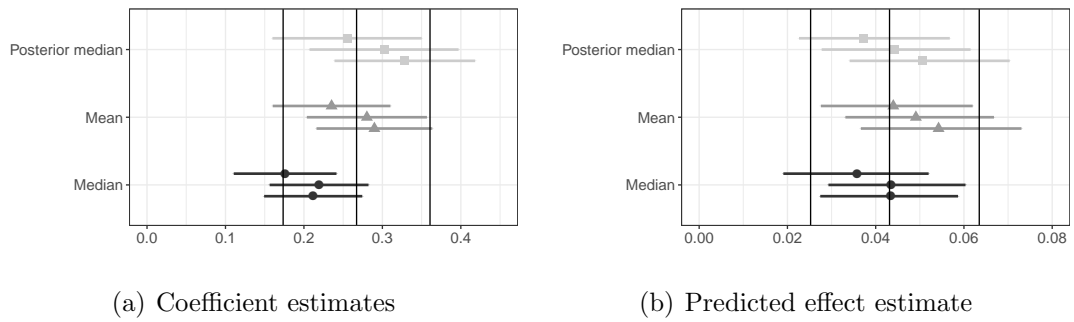 Posterior median
Mean
Median
0.0 0.1 0.2 0.3 0.4
(a) Coefficient estimates
Posterior median
Mean
Median
0.00 0.02 0.04 0.06 0.08
(b) Predicted effect estimate